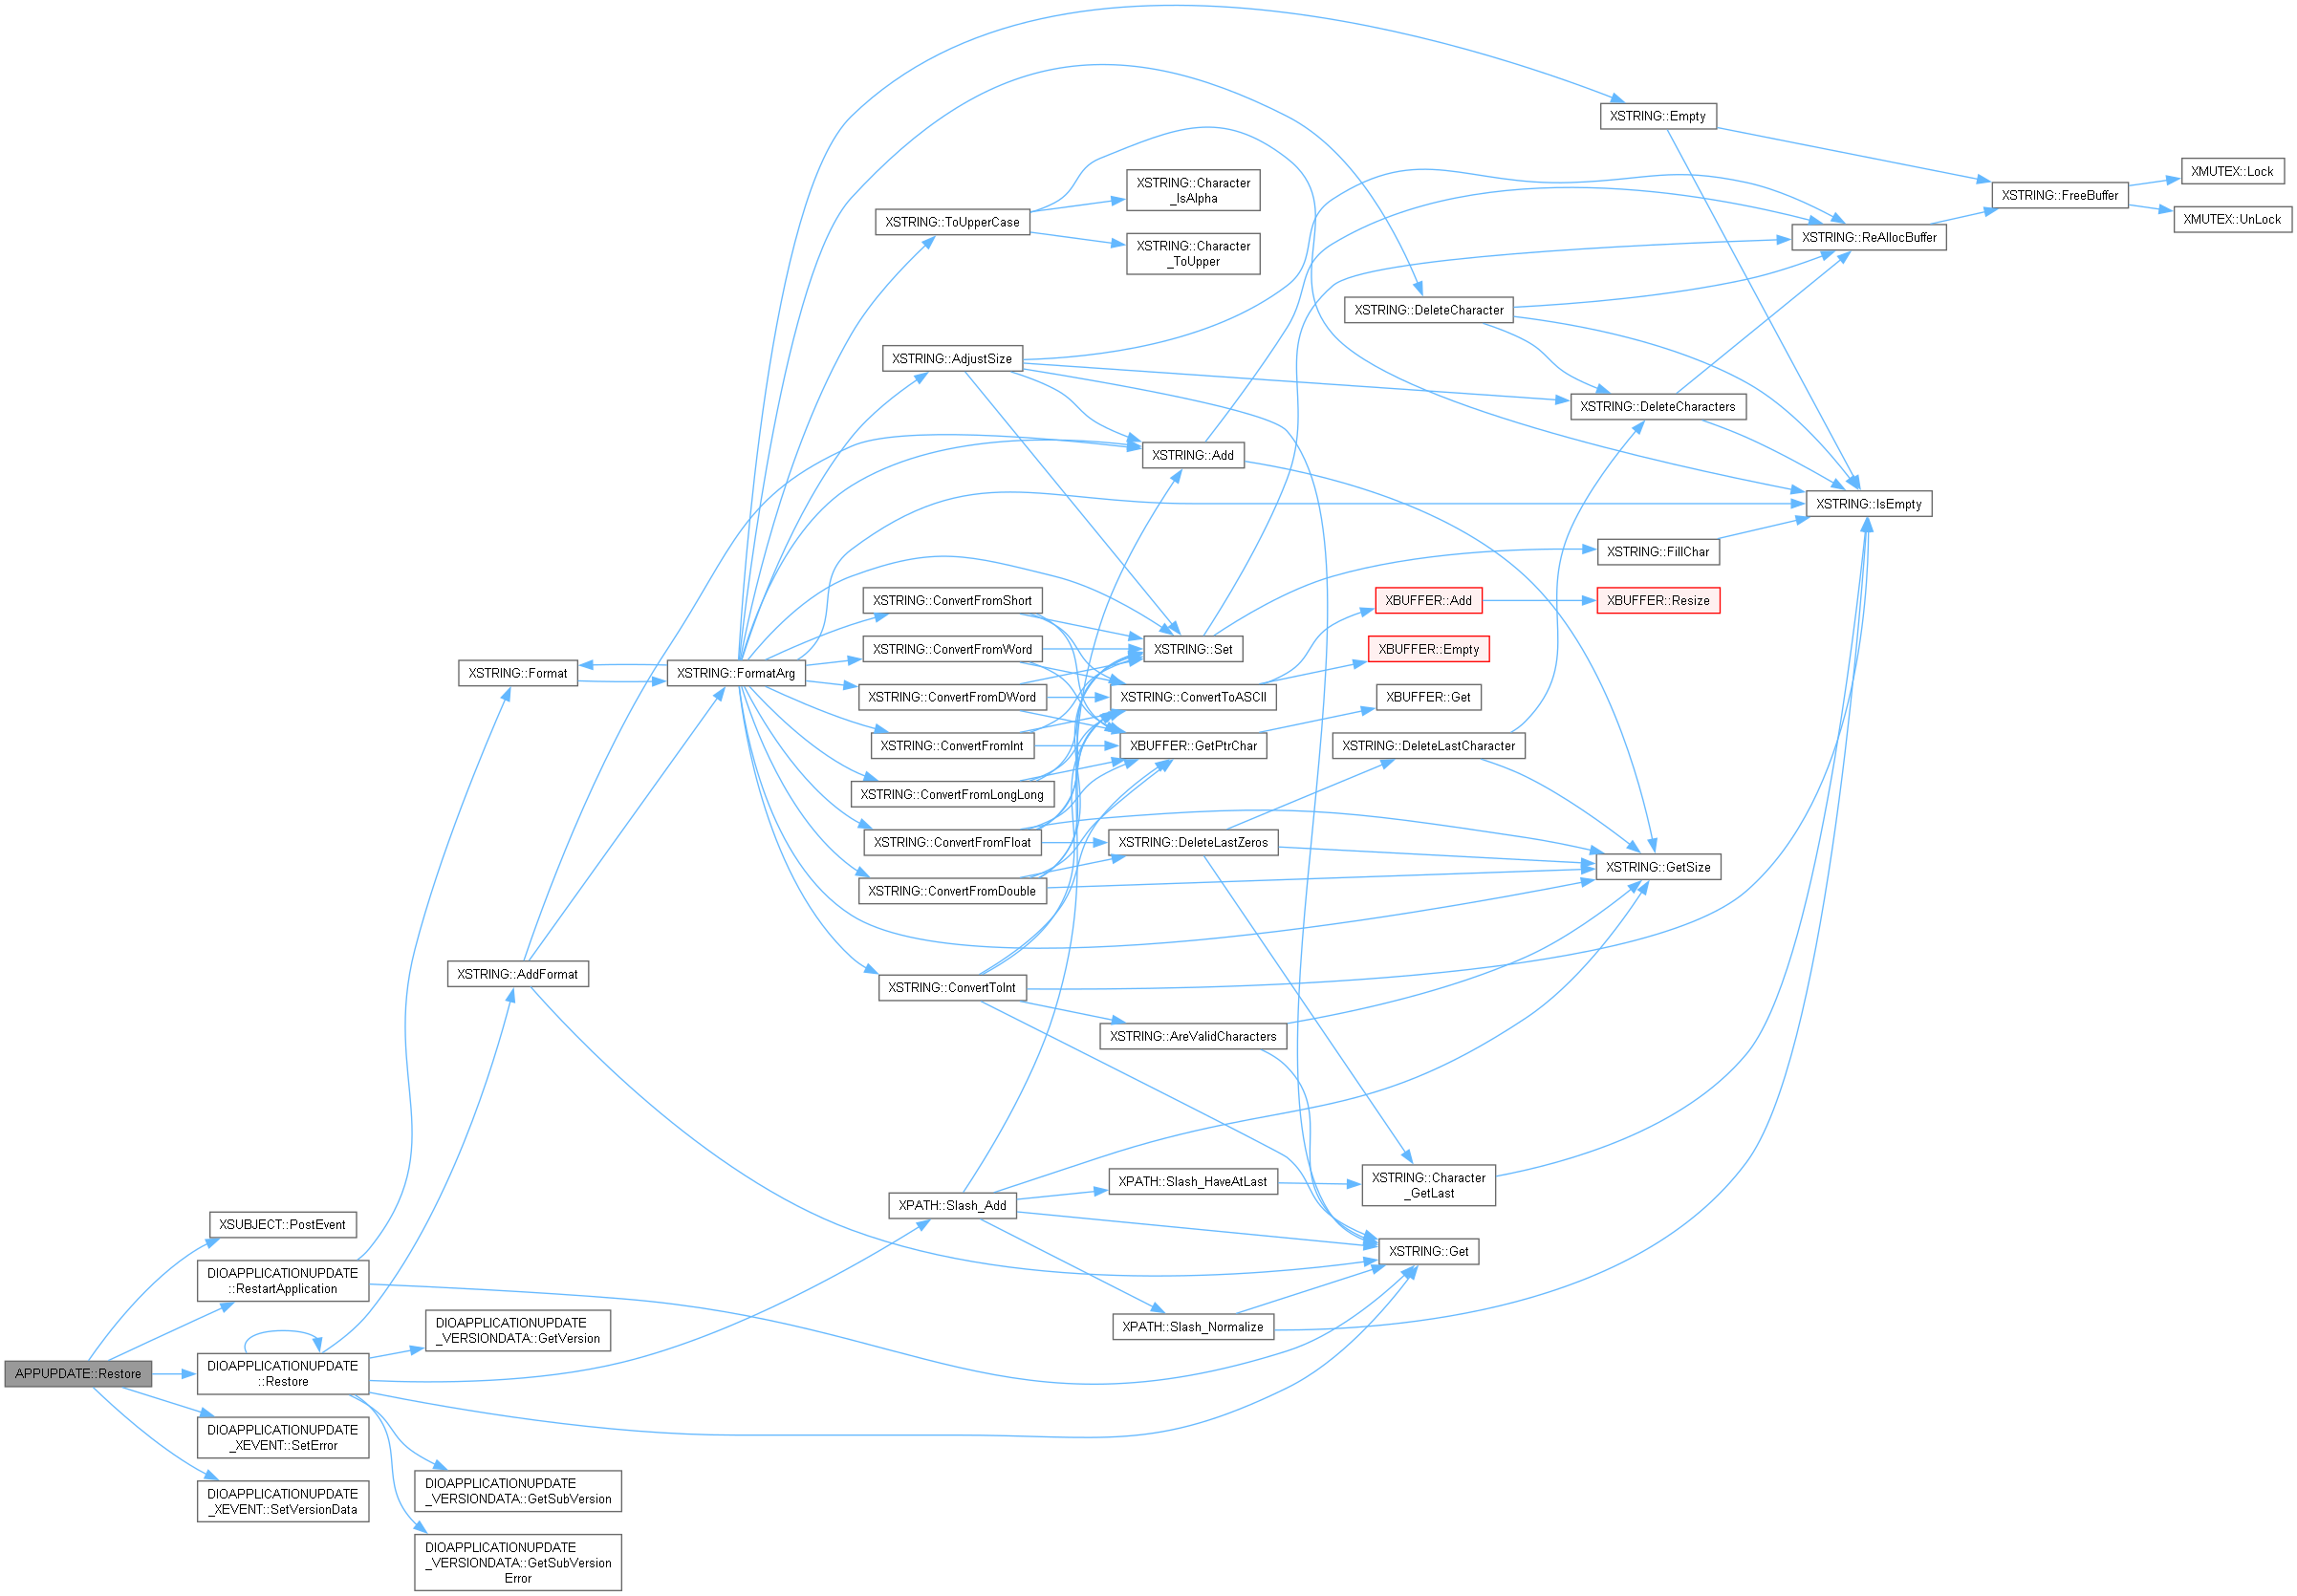 APPUPDATE::Restore
XSUBJECT::PostEvent
DIOAPPLICATIONUPDATE
::RestartApplication
DIOAPPLICATIONUPDATE
::Restore
DIOAPPLICATIONUPDATE
_XEVENT::SetError
DIOAPPLICATIONUPDATE
_XEVENT::SetVersionData
XSTRING::Format
XSTRING::AddFormat
DIOAPPLICATIONUPDATE
_VERSIONDATA::GetVersion
DIOAPPLICATIONUPDATE
_VERSIONDATA::GetSubVersion
DIOAPPLICATIONUPDATE
_VERSIONDATA::GetSubVersion
Error
XSTRING::FormatArg
XSTRING::ToUpperCase
XSTRING::AdjustSize
XSTRING::ConvertFromShort
XSTRING::ConvertFromWord
XSTRING::ConvertFromDWord
XSTRING::ConvertFromInt
XSTRING::ConvertFromLongLong
XSTRING::ConvertFromFloat
XSTRING::ConvertFromDouble
XSTRING::ConvertToInt
XPATH::Slash_Add
XSTRING::Character
_IsAlpha
XSTRING::Character
_ToUpper
XSTRING::Add
XSTRING::Set
XSTRING::ConvertToASCII
XBUFFER::GetPtrChar
XSTRING::DeleteLastZeros
XSTRING::AreValidCharacters
XPATH::Slash_HaveAtLast
XPATH::Slash_Normalize
XSTRING::DeleteCharacter
XBUFFER::Add
XBUFFER::Empty
XBUFFER::Get
XSTRING::DeleteLastCharacter
XSTRING::Character
_GetLast
XSTRING::Get
XSTRING::Empty
XSTRING::DeleteCharacters
XSTRING::FillChar
XBUFFER::Resize
XSTRING::GetSize
XSTRING::ReAllocBuffer
XSTRING::IsEmpty
XSTRING::FreeBuffer
XMUTEX::Lock
XMUTEX::UnLock